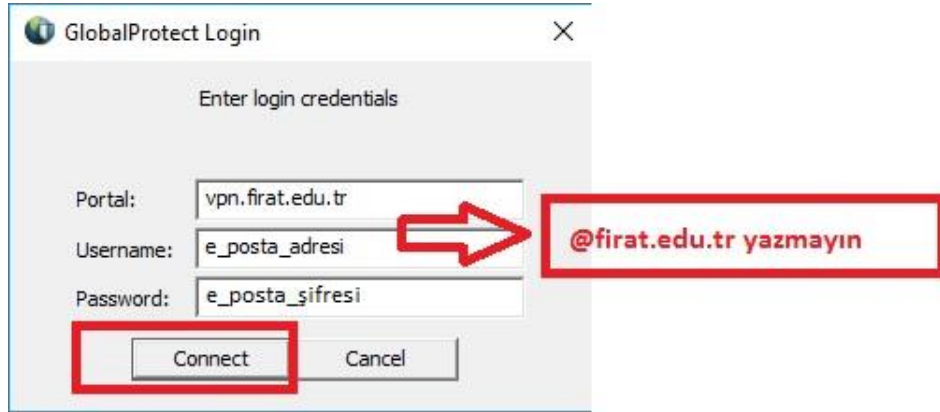 GlobalProtect Login
Enter login credentials
Portal: vpn.firat.edu.tr
Username: e_posta_adresi
@firat.edu.tr yazmayın
Password: e_posta_şifresi
Connect Cancel